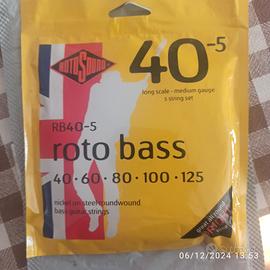 ROTOSOUND
40-5
long scale - medium gauge
5 string set
RB40-5
roto bass
40·60·80·100·125
nickel on steel roundwound
bass guitar strings
06/12/2024 13:53